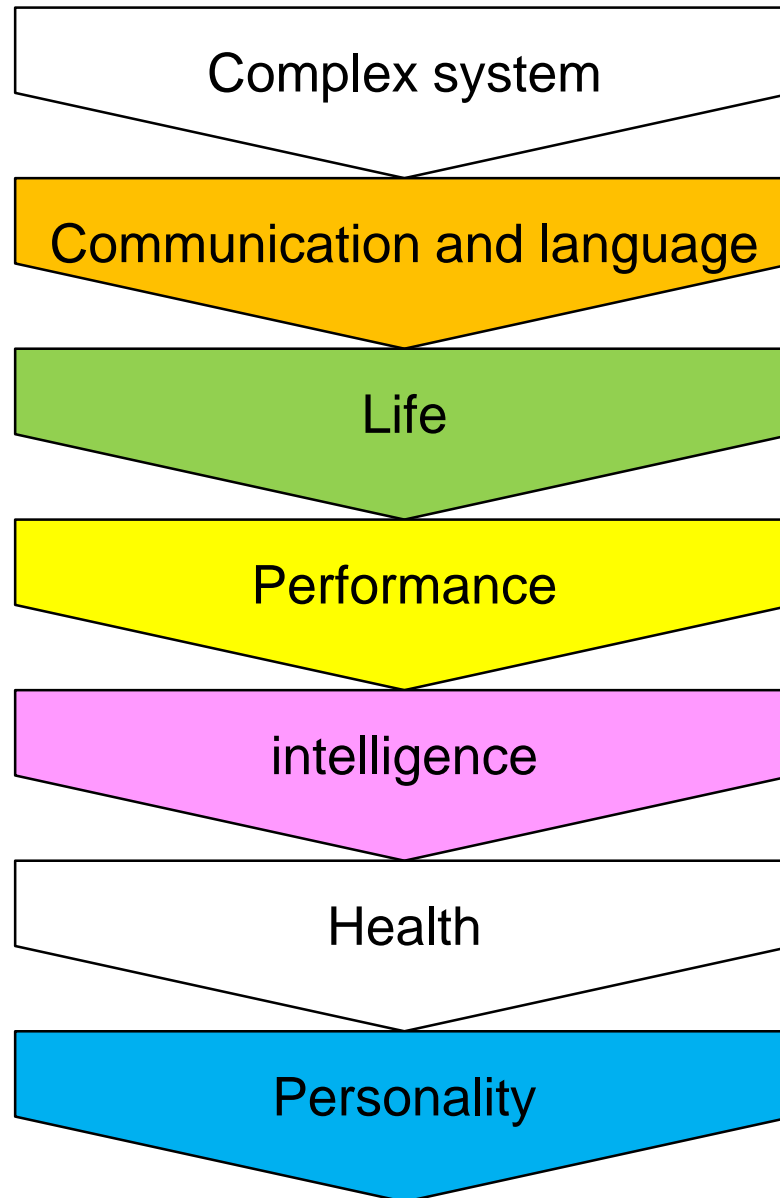 Complex system
Communication and language
Life
Performance
intelligence
Health
Personality